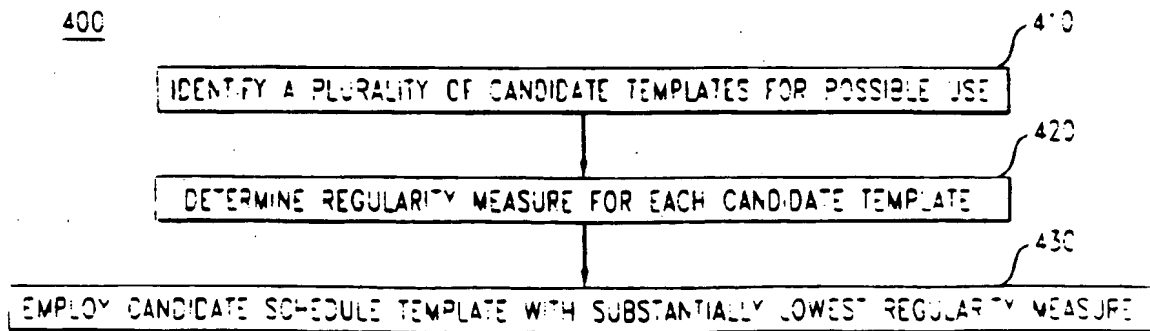 400
410
IDENTIFY A PLURALITY OF CANDIDATE TEMPLATES FOR POSSIBLE USE
420
DETERMINE REGULARITY MEASURE FOR EACH CANDIDATE TEMPLATE
430
EMPLOY CANDIDATE SCHEDULE TEMPLATE WITH SUBSTANTIALLY LOWEST REGULARITY MEASURE